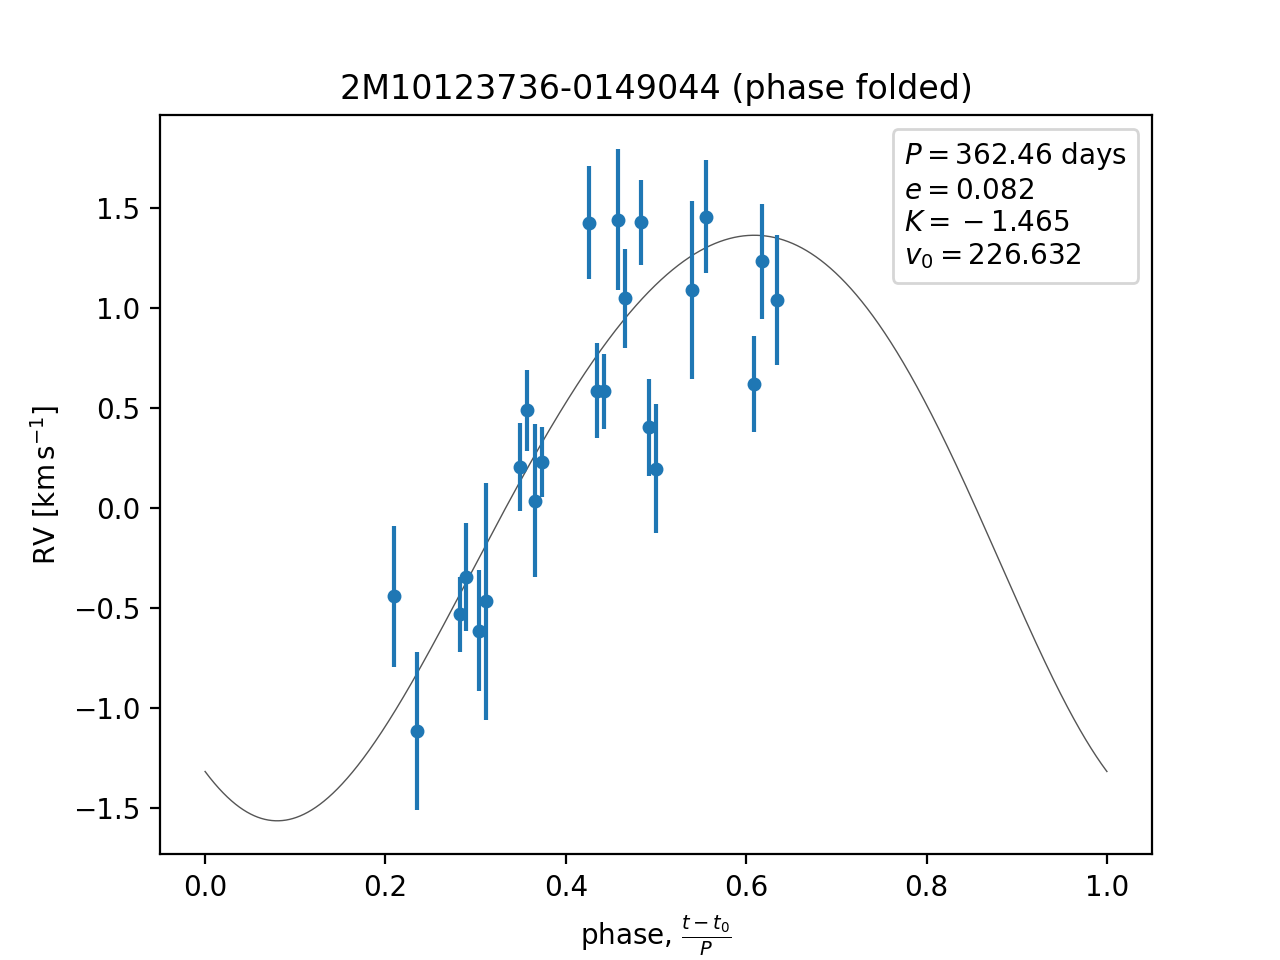 2M10123736-0149044 (phase folded)
P = 362.46 days
e = 0.082
K = −1.465
v₀ = 226.632
1.5
1.0
0.5
0.0
−0.5
−1.0
−1.5
RV [km s⁻¹]
0.0 0.2 0.4 0.6 0.8 1.0
phase, (t − t₀)/P